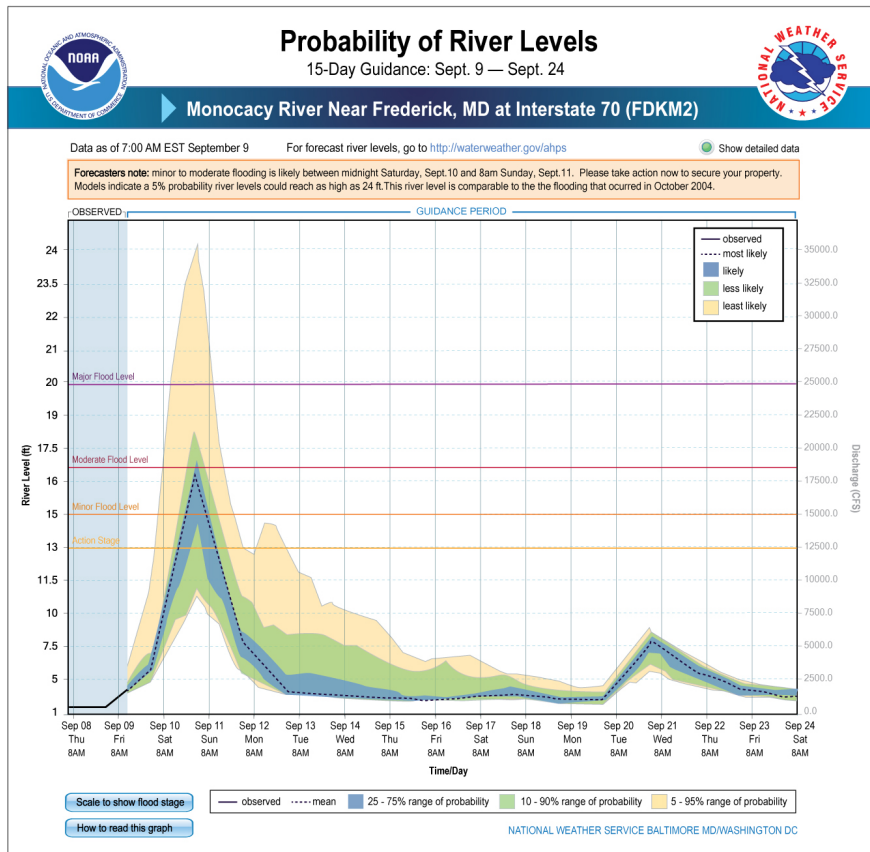 Probability of River Levels
15-Day Guidance: Sept. 9 — Sept. 24
NATIONAL OCEANIC AND ATMOSPHERIC ADMINISTRATION
NOAA
U.S. DEPARTMENT OF COMMERCE
NATIONAL WEATHER SERVICE
Monocacy River Near Frederick, MD at Interstate 70 (FDKM2)
Data as of 7:00 AM EST September 9
For forecast river levels, go to http://waterweather.gov/ahps
Show detailed data
Forecasters note: minor to moderate flooding is likely between midnight Saturday, Sept.10 and 8am Sunday, Sept.11. Please take action now to secure your property.
Models indicate a 5% probability river levels could reach as high as 24 ft.This river level is comparable to the the flooding that ocurred in October 2004.
OBSERVED
GUIDANCE PERIOD
observed
most likely
likely
less likely
least likely
24
23.5
22
21
20
19
17.5
16
15
13
11.5
10
7.5
5
1
River Level (ft)
Major Flood Level
Moderate Flood Level
Minor Flood Level
Action Stage
35000.0
32500.0
30000.0
27500.0
25000.0
22500.0
20000.0
17500.0
15000.0
12500.0
10000.0
7500.0
5000.0
2500.0
0.0
Discharge (CFS)
Sep 08 Sep 09 Sep 10 Sep 11 Sep 12 Sep 13 Sep 14 Sep 15 Sep 16 Sep 17 Sep 18 Sep 19 Sep 20 Sep 21 Sep 22 Sep 23 Sep 24
Thu Fri Sat Sun Mon Tue Wed Thu Fri Sat Sun Mon Tue Wed Thu Fri Sat
8AM 8AM 8AM 8AM 8AM 8AM 8AM 8AM 8AM 8AM 8AM 8AM 8AM 8AM 8AM 8AM 8AM
Time/Day
Scale to show flood stage
observed mean 25 - 75% range of probability 10 - 90% range of probability 5 - 95% range of probability
How to read this graph
NATIONAL WEATHER SERVICE BALTIMORE MD/WASHINGTON DC